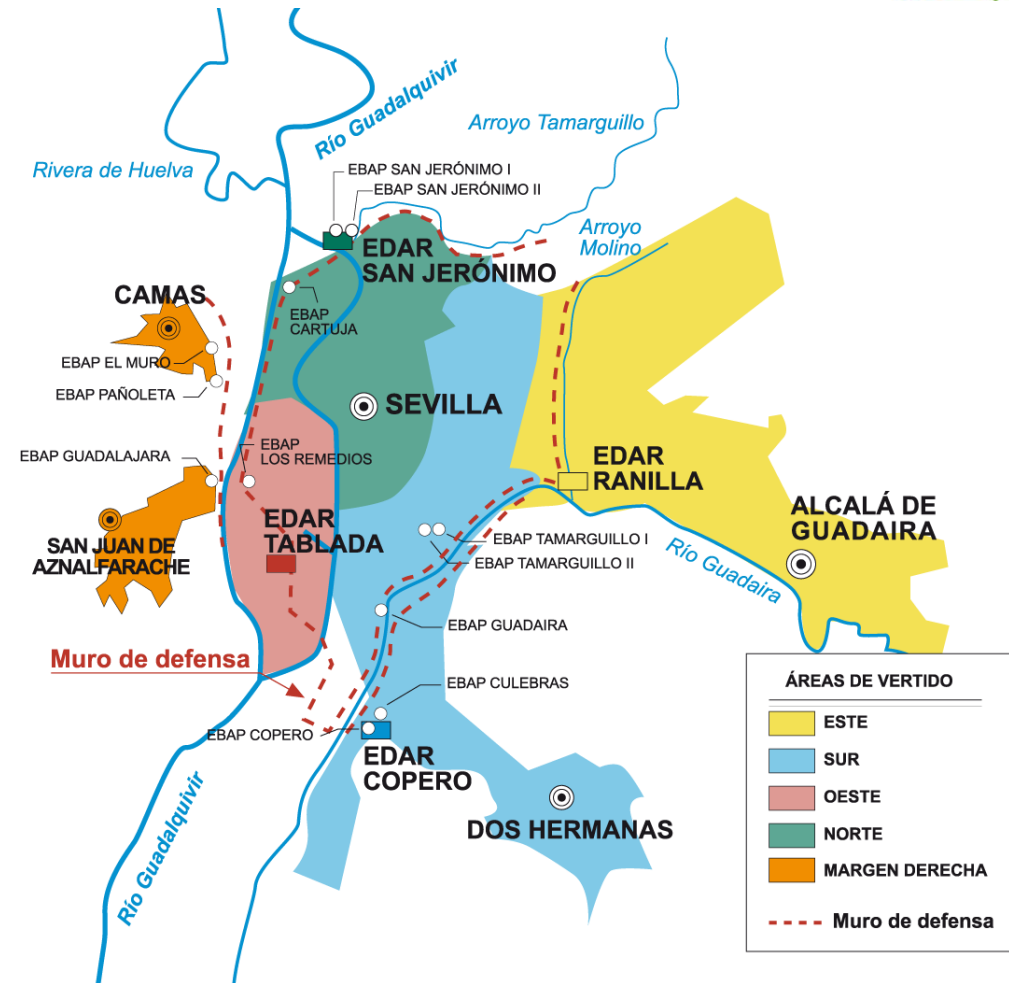 Río Guadalquivir
Arroyo Tamarguillo
Rivera de Huelva
EBAP SAN JERÓNIMO I
EBAP SAN JERÓNIMO II
Arroyo
Molino
EDAR
SAN JERÓNIMO
CAMAS
EBAP
CARTUJA
EBAP EL MURO
EBAP PAÑOLETA
SEVILLA
EBAP
LOS REMEDIOS
EBAP GUADALAJARA
EDAR
RANILLA
ALCALÁ DE
GUADAIRA
EDAR
TABLADA
SAN JUAN DE
AZNALFARACHE
EBAP TAMARGUILLO I
EBAP TAMARGUILLO II
Río Guadaira
EBAP GUADAIRA
Muro de defensa
EBAP CULEBRAS
EBAP COPERO
EDAR
COPERO
DOS HERMANAS
Río Guadalquivir
ÁREAS DE VERTIDO
ESTE
SUR
OESTE
NORTE
MARGEN DERECHA
Muro de defensa